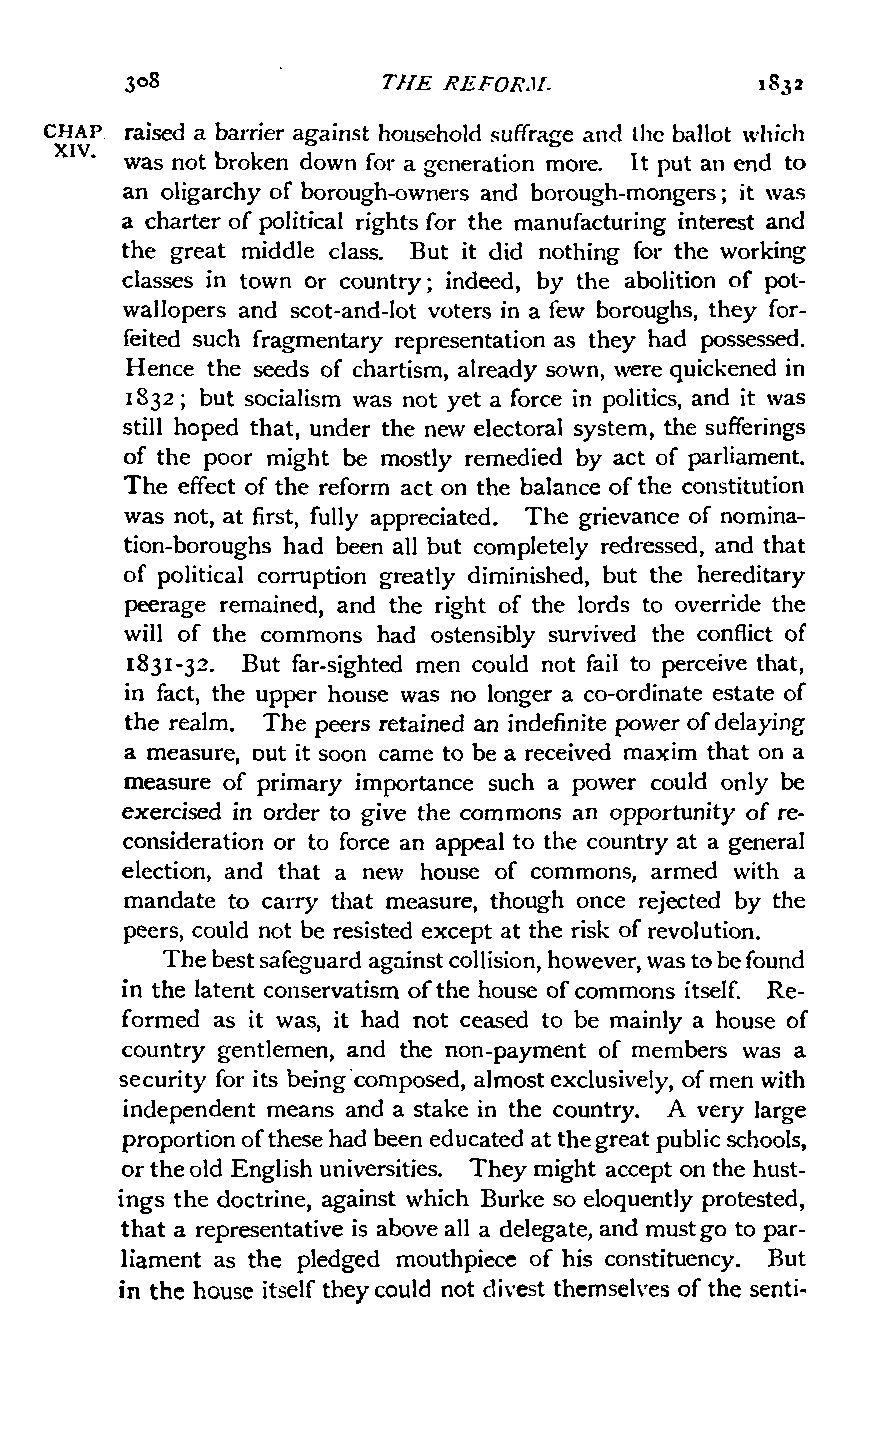 308 THE REFORM. 1832
CHAP. XIV.
raised a barrier against household suffrage and the ballot which
was not broken down for a generation more. It put an end to
an oligarchy of borough-owners and borough-mongers; it was
a charter of political rights for the manufacturing interest and
the great middle class. But it did nothing for the working
classes in town or country; indeed, by the abolition of pot-
wallopers and scot-and-lot voters in a few boroughs, they for-
feited such fragmentary representation as they had possessed.
Hence the seeds of chartism, already sown, were quickened in
1832; but socialism was not yet a force in politics, and it was
still hoped that, under the new electoral system, the sufferings
of the poor might be mostly remedied by act of parliament.
The effect of the reform act on the balance of the constitution
was not, at first, fully appreciated. The grievance of nomina-
tion-boroughs had been all but completely redressed, and that
of political corruption greatly diminished, but the hereditary
peerage remained, and the right of the lords to override the
will of the commons had ostensibly survived the conflict of
1831-32. But far-sighted men could not fail to perceive that,
in fact, the upper house was no longer a co-ordinate estate of
the realm. The peers retained an indefinite power of delaying
a measure, but it soon came to be a received maxim that on a
measure of primary importance such a power could only be
exercised in order to give the commons an opportunity of re-
consideration or to force an appeal to the country at a general
election, and that a new house of commons, armed with a
mandate to carry that measure, though once rejected by the
peers, could not be resisted except at the risk of revolution.
The best safeguard against collision, however, was to be found
in the latent conservatism of the house of commons itself. Re-
formed as it was, it had not ceased to be mainly a house of
country gentlemen, and the non-payment of members was a
security for its being composed, almost exclusively, of men with
independent means and a stake in the country. A very large
proportion of these had been educated at the great public schools,
or the old English universities. They might accept on the hust-
ings the doctrine, against which Burke so eloquently protested,
that a representative is above all a delegate, and must go to par-
liament as the pledged mouthpiece of his constituency. But
in the house itself they could not divest themselves of the senti-